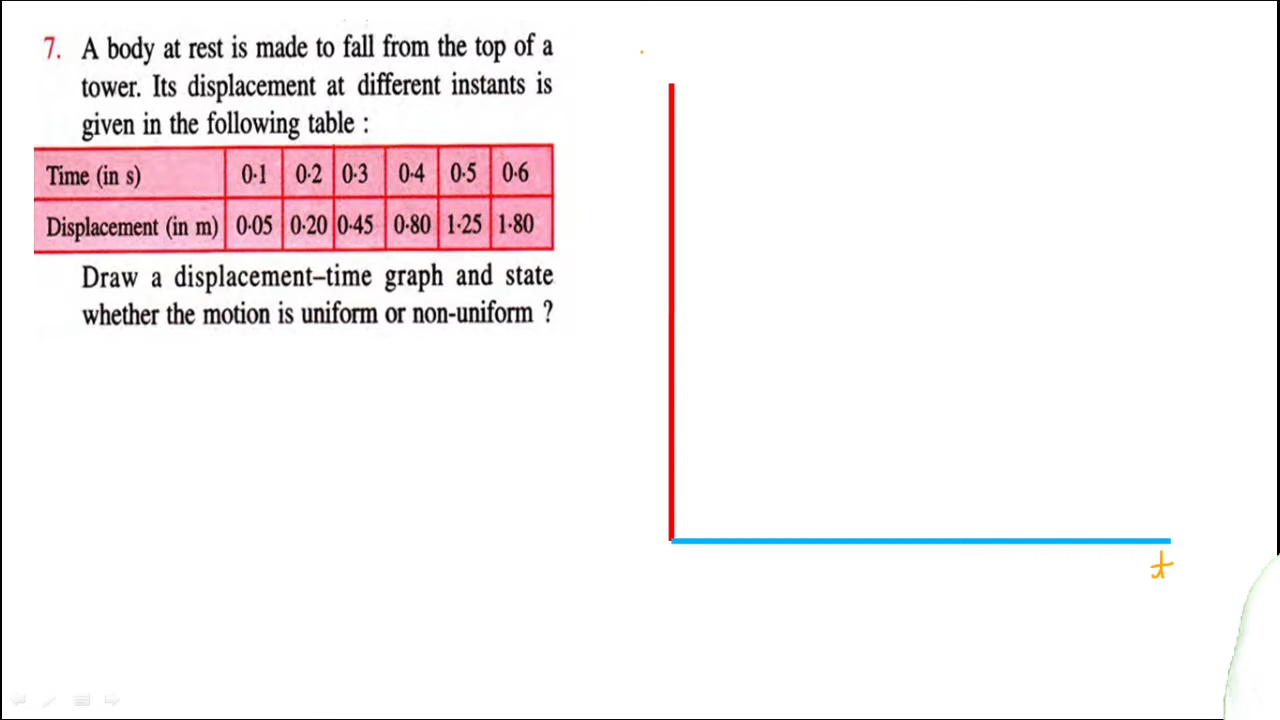 7. A body at rest is made to fall from the top of a
tower. Its displacement at different instants is
given in the following table :
Time (in s) 0·1 0·2 0·3 0·4 0·5 0·6
Displacement (in m) 0·05 0·20 0·45 0·80 1·25 1·80
Draw a displacement–time graph and state
whether the motion is uniform or non-uniform ?
t